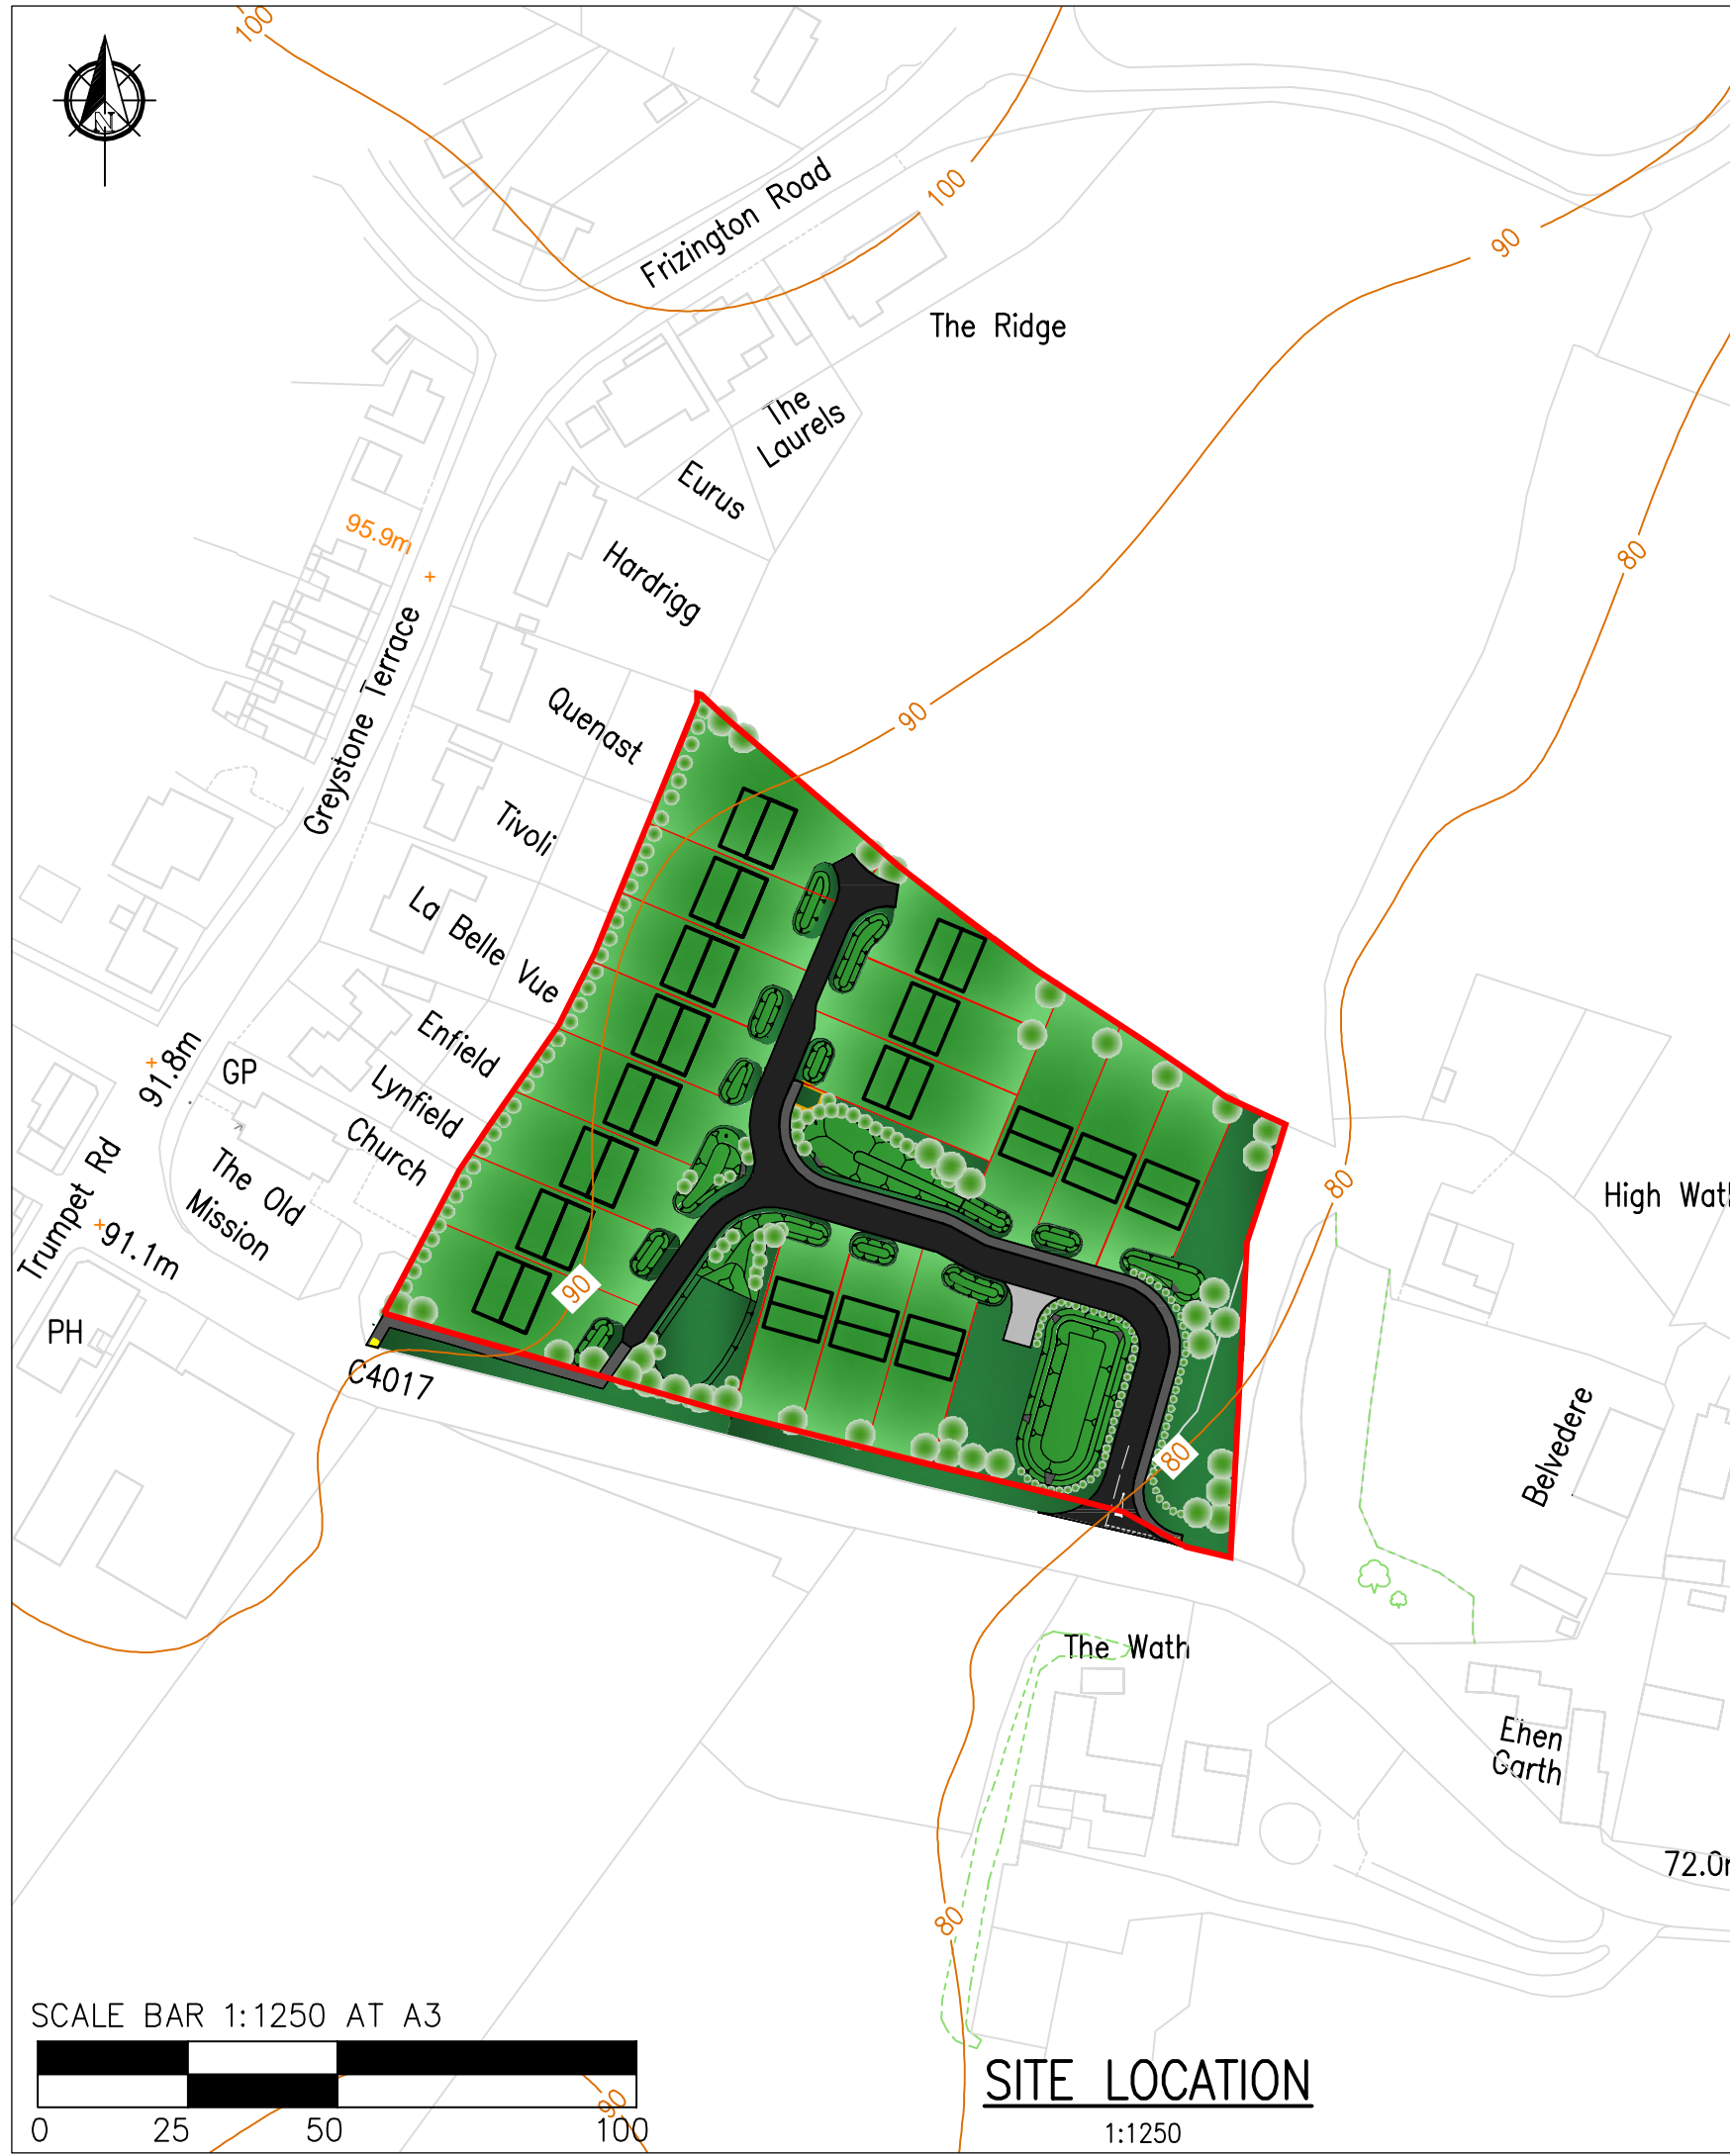 100
N
Frizington Road
100
90
The Ridge
The
Laurels
Eurus
95.9m
Hardrigg
80
Greystone Terrace
Quenast
90
Tivoli
La Belle Vue
Enfield
91.8m
GP
Lynfield
Church
The Old
Mission
Trumpet Rd
91.1m
80
PH
90
C4017
80
Belvedere
The Wath
Ehen
Garth
80
SCALE BAR 1:1250 AT A3
0 25 50 100
90
SITE LOCATION
1:1250
High
72.0